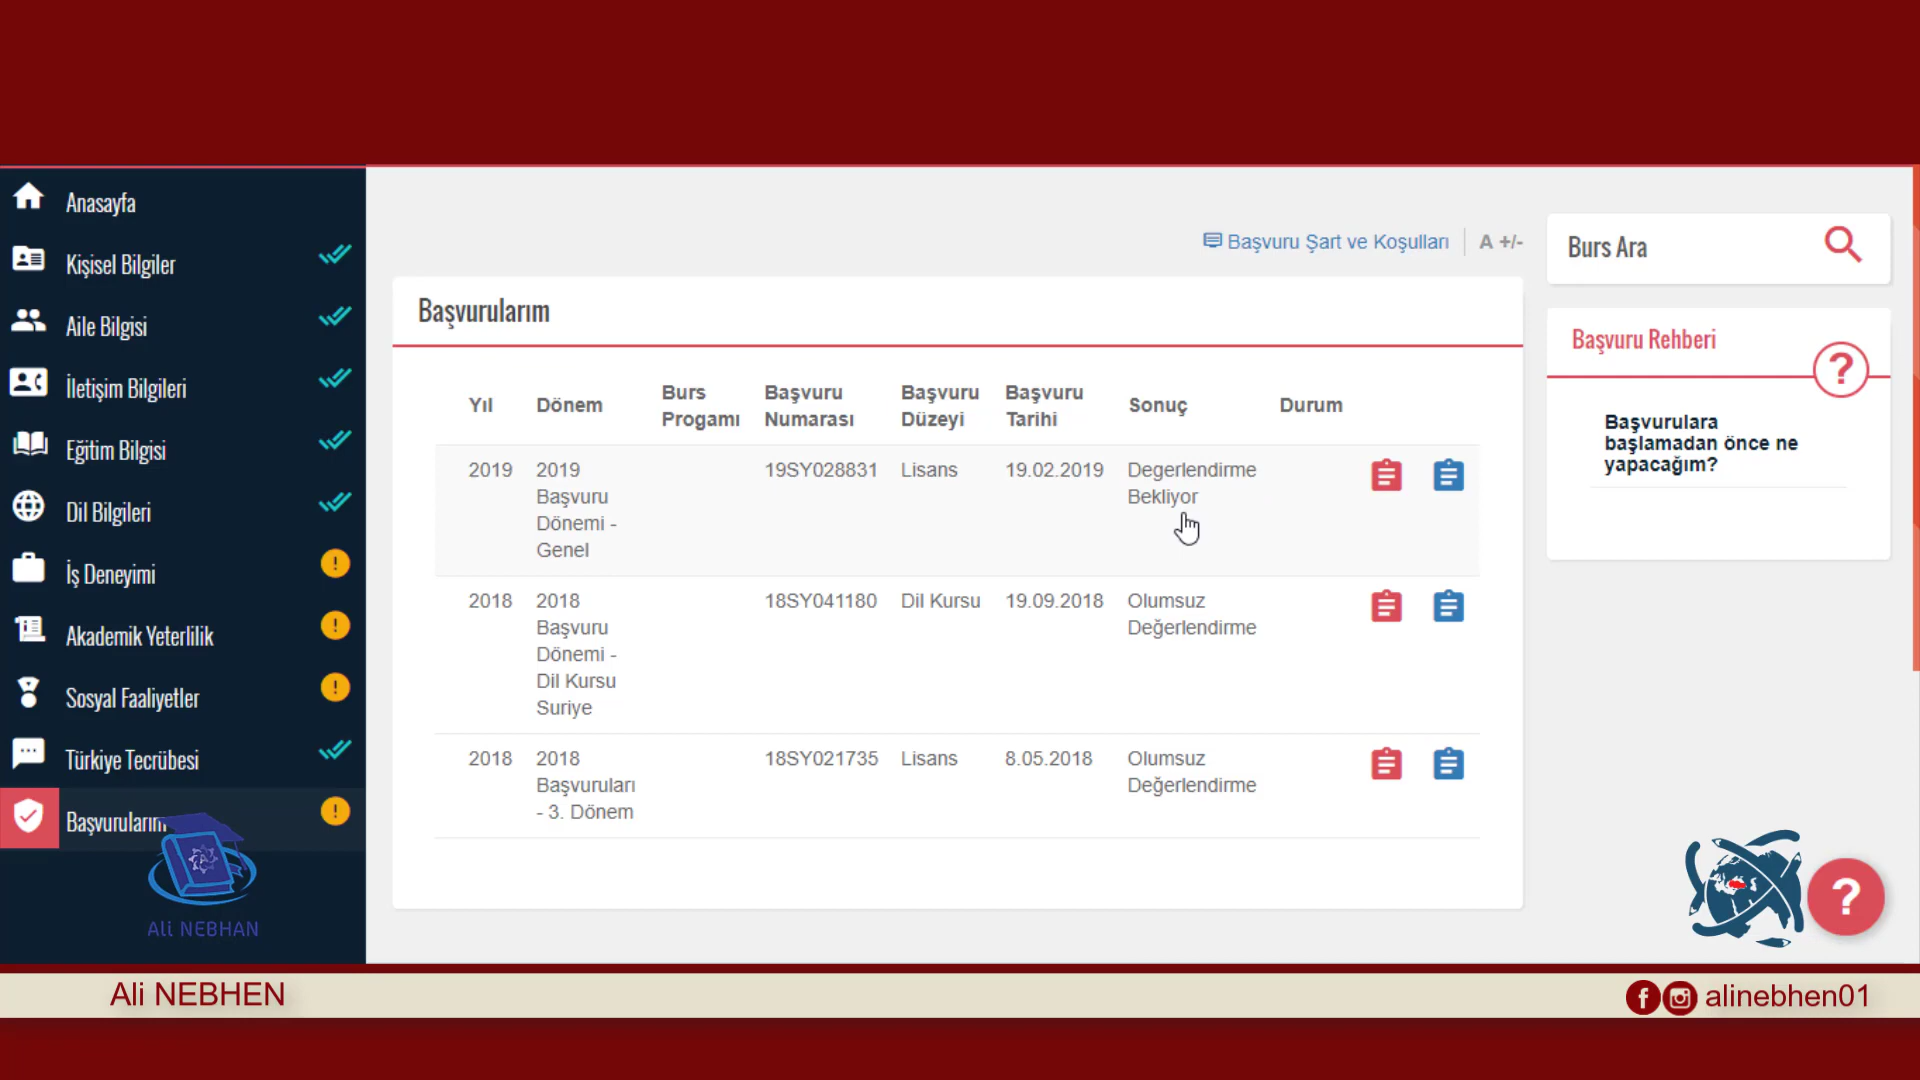 Anasayfa
Kişisel Bilgiler
Aile Bilgisi
İletişim Bilgileri
Eğitim Bilgisi
Dil Bilgileri
İş Deneyimi
Akademik Yeterlilik
Sosyal Faaliyetler
Türkiye Tecrübesi
Başvurularım
ALi NEBHAN
Başvuru Şart ve Koşulları
A +/-
Başvurularım
Yıl Dönem Burs Progamı Başvuru Numarası Başvuru Düzeyi Başvuru Tarihi Sonuç Durum
2019 2019 19SY028831 Lisans 19.02.2019 Degerlendirme
Başvuru Bekliyor
Dönemi -
Genel
2018 2018 18SY041180 Dil Kursu 19.09.2018 Olumsuz
Başvuru Değerlendirme
Dönemi -
Dil Kursu
Suriye
2018 2018 18SY021735 Lisans 8.05.2018 Olumsuz
Başvuruları Değerlendirme
- 3. Dönem
Burs Ara
Başvuru Rehberi
?
Başvurulara
başlamadan önce ne
yapacağım?
?
Ali NEBHEN
alinebhen01